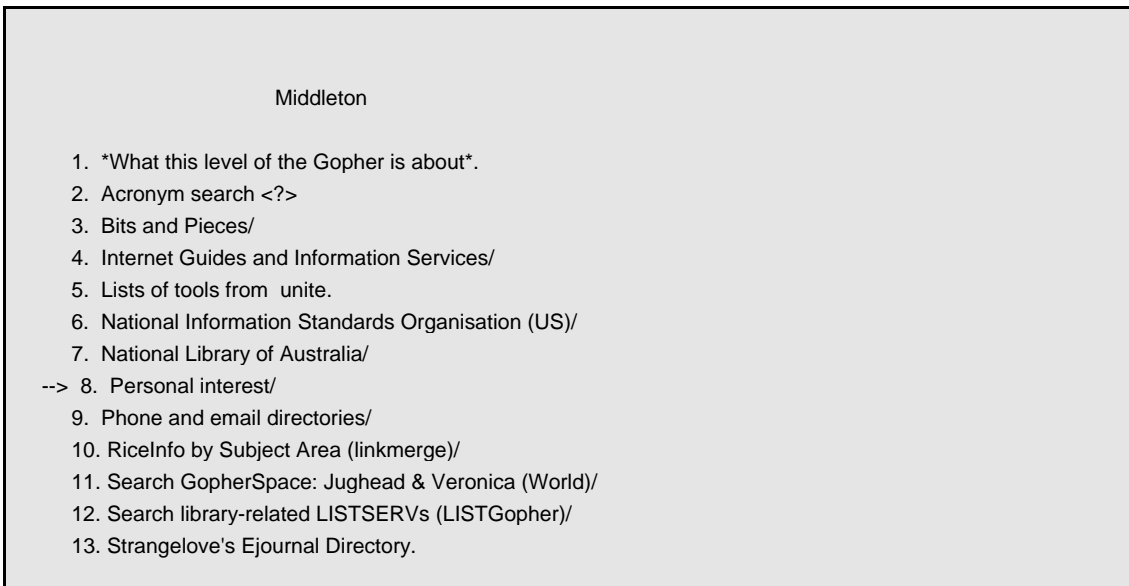 Middleton
1. *What this level of the Gopher is about*.
2. Acronym search <?>
3. Bits and Pieces/
4. Internet Guides and Information Services/
5. Lists of tools from  unite.
6. National Information Standards Organisation (US)/
7. National Library of Australia/
--> 8. Personal interest/
9. Phone and email directories/
10. RiceInfo by Subject Area (linkmerge)/
11. Search GopherSpace: Jughead & Veronica (World)/
12. Search library-related LISTSERVs (LISTGopher)/
13. Strangelove's Ejournal Directory.